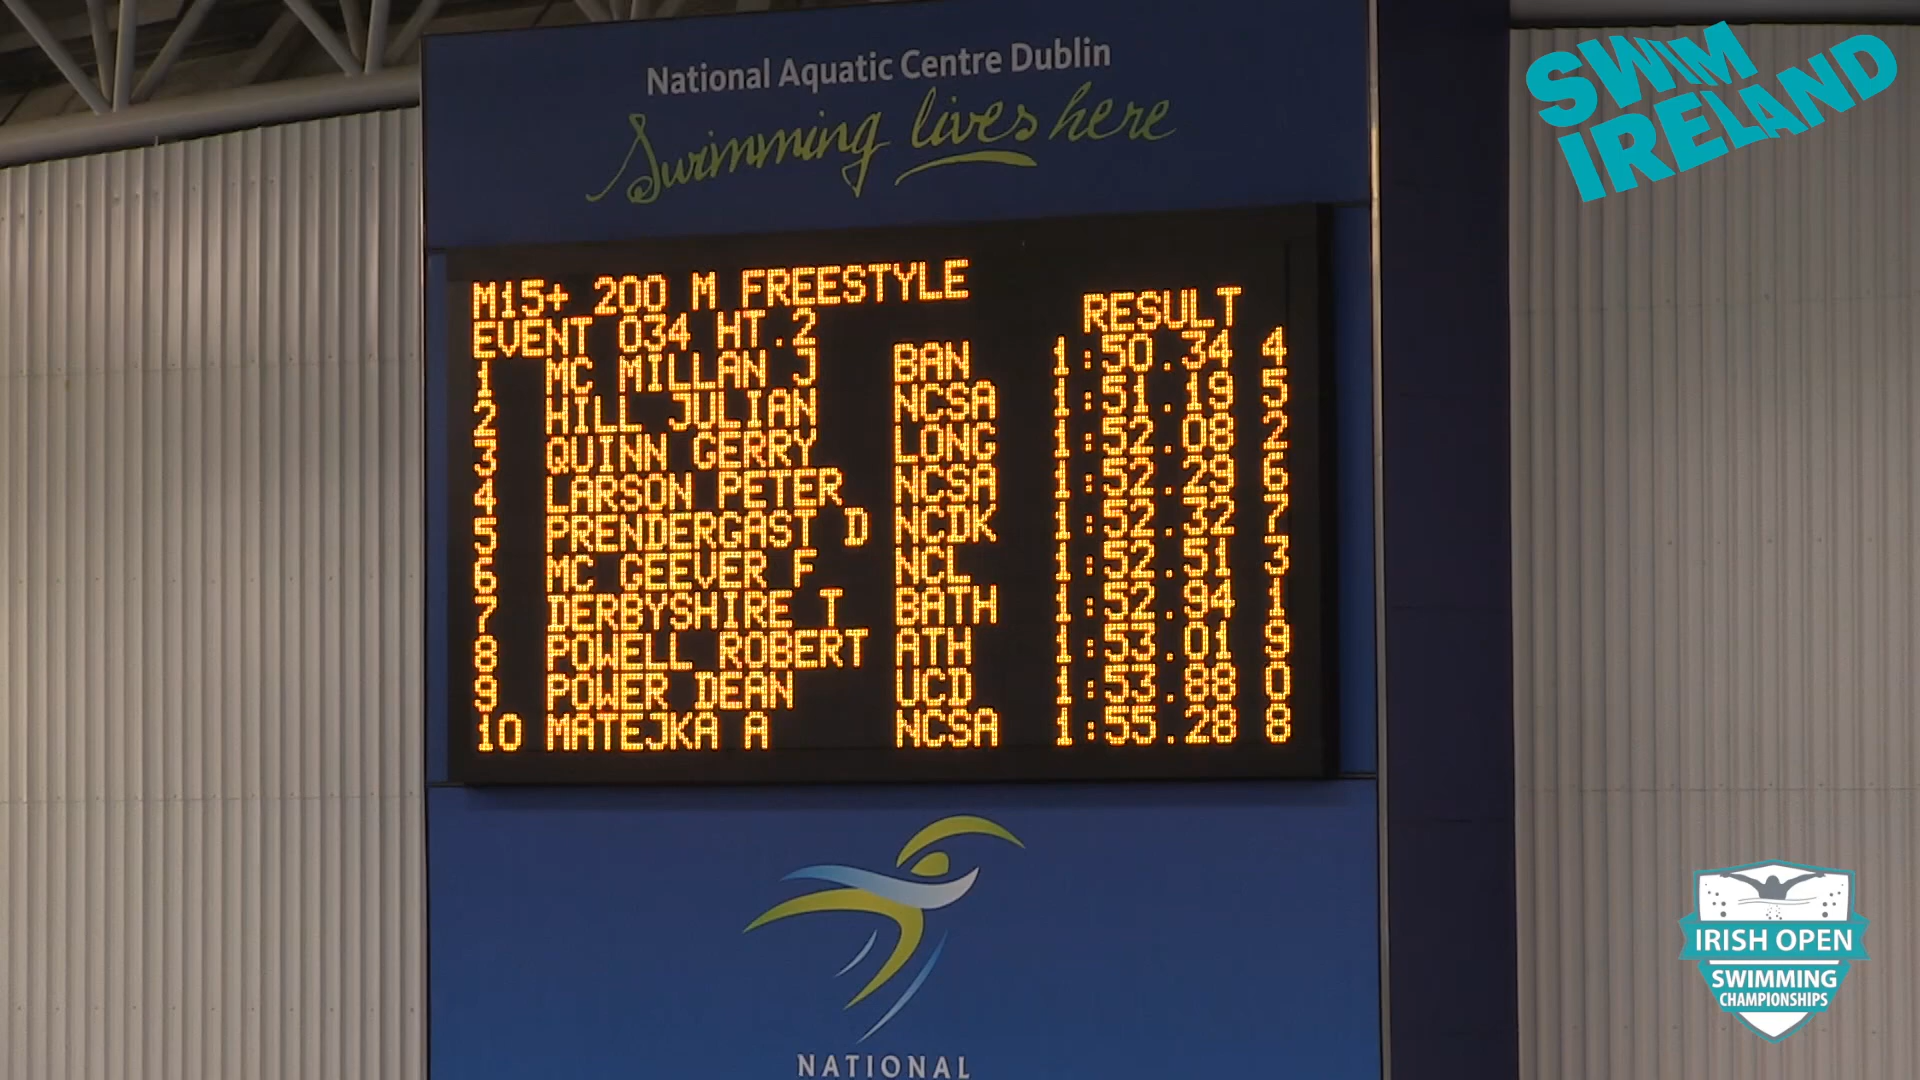 National Aquatic Centre Dublin
Swimming lives here
SWIM
IRELAND
M15+ 200 M FREESTYLE
EVENT 034 HT.2 RESULT
1 MC MILLAN J BAN 1:50.34 4
2 HILL JULIAN NCSA 1:51.19 5
3 QUINN GERRY LONG 1:52.08 2
4 LARSON PETER NCSA 1:52.29 6
5 PRENDERGAST D NCDK 1:52.32 7
6 MC GEEVER F NCL 1:52.51 3
7 DERBYSHIRE T BATH 1:52.94 1
8 POWELL ROBERT ATH 1:53.01 9
9 POWER DEAN UCD 1:53.88 0
10 MATEJKA A NCSA 1:55.28 8
IRISH OPEN
SWIMMING
CHAMPIONSHIPS
NATIONAL